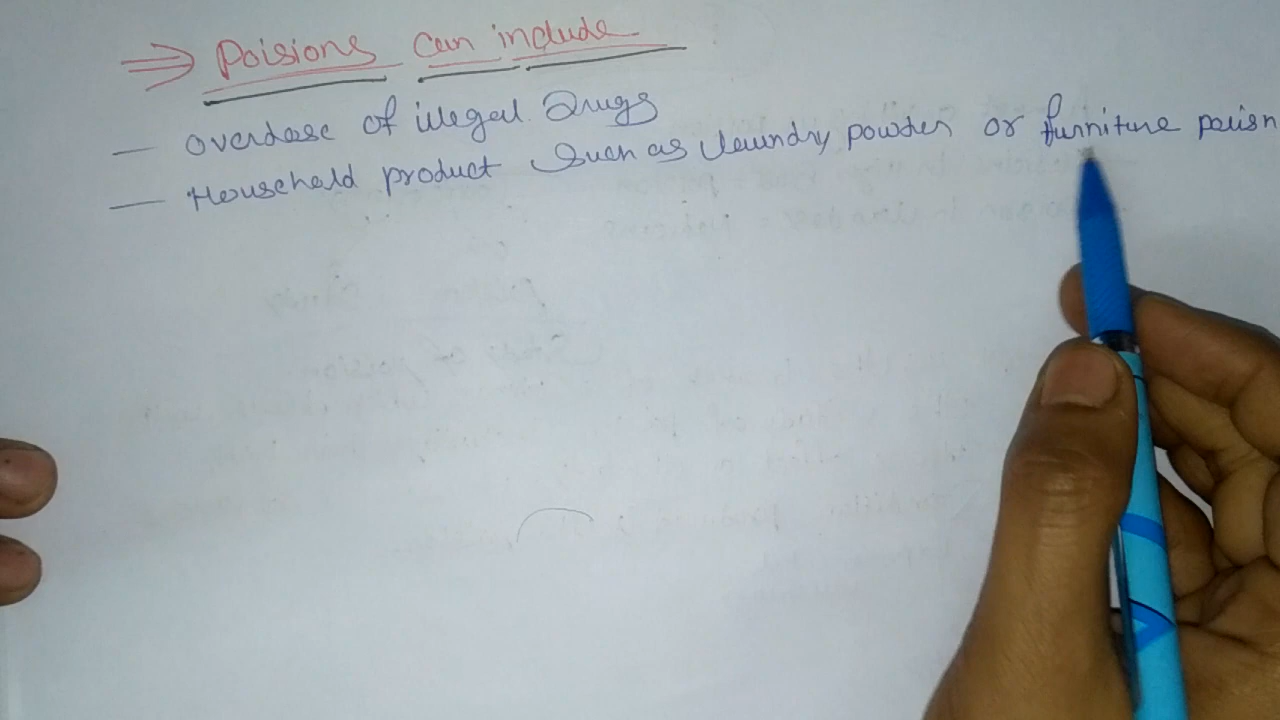 ⇒ Poisions can include
— overdose of illegal Drugs
— Household product Such as laundry powder or furniture polish